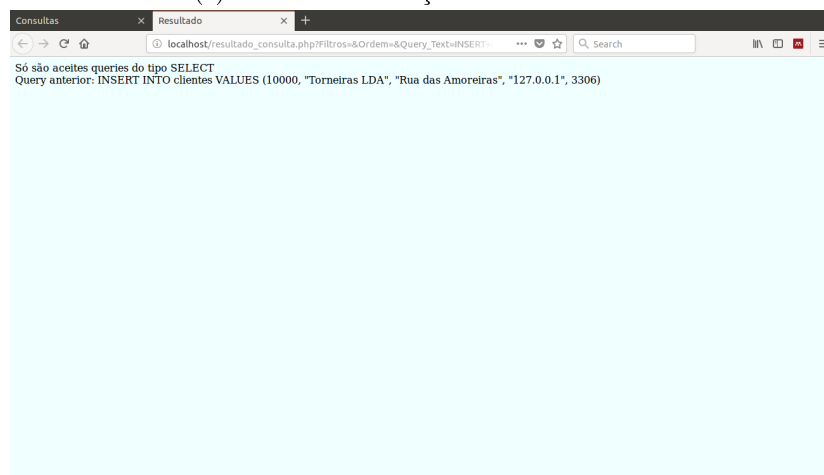 Consultas
Resultado
localhost/resultado_consulta.php?Filtros=&Ordem=&Query_Text=INSERT+
Search
Só são aceites queries do tipo SELECT
Query anterior: INSERT INTO clientes VALUES (10000, "Torneiras LDA", "Rua das Amoreiras", "127.0.0.1", 3306)